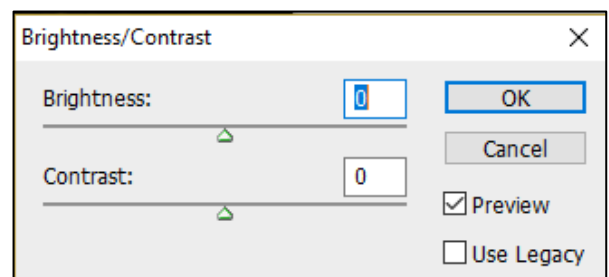 Brightness/Contrast
Brightness: 0
OK
Cancel
Contrast: 0
Preview
Use Legacy